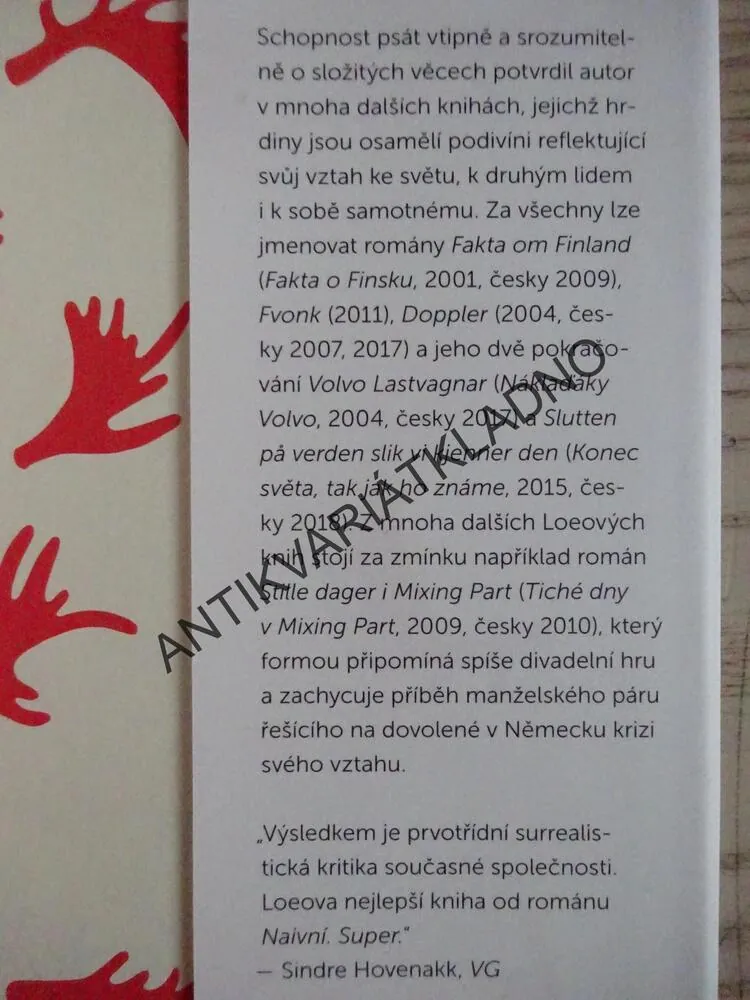 Schopnost psát vtipně a srozumitel-
ně o složitých věcech potvrdil autor
v mnoha dalších knihách, jejichž hr-
diny jsou osamělí podivíni reflektující
svůj vztah ke světu, k druhým lidem
i k sobě samotnému. Za všechny lze
jmenovat romány Fakta om Finland
(Fakta o Finsku, 2001, česky 2009),
Fvonk (2011), Doppler (2004, čes-
ky 2007, 2017) a jeho dvě pokračo-
vání Volvo Lastvagnar (Náklaďáky
Volvo, 2004, česky 2017) a Slutten
på verden slik vi kjenner den (Konec
světa, tak jak ho známe, 2015, čes-
ky 2018). Z mnoha dalších Loeových
knih stojí za zmínku například román
Stille dager i Mixing Part (Tiché dny
v Mixing Part, 2009, česky 2010), který
formou připomíná spíše divadelní hru
a zachycuje příběh manželského páru
řešícího na dovolené v Německu krizi
svého vztahu.
„Výsledkem je prvotřídní surrealis-
tická kritika současné společnosti.
Loeova nejlepší kniha od románu
Naivní. Super."
— Sindre Hovenakk, VG
ANTIKVARIÁTKLADNO